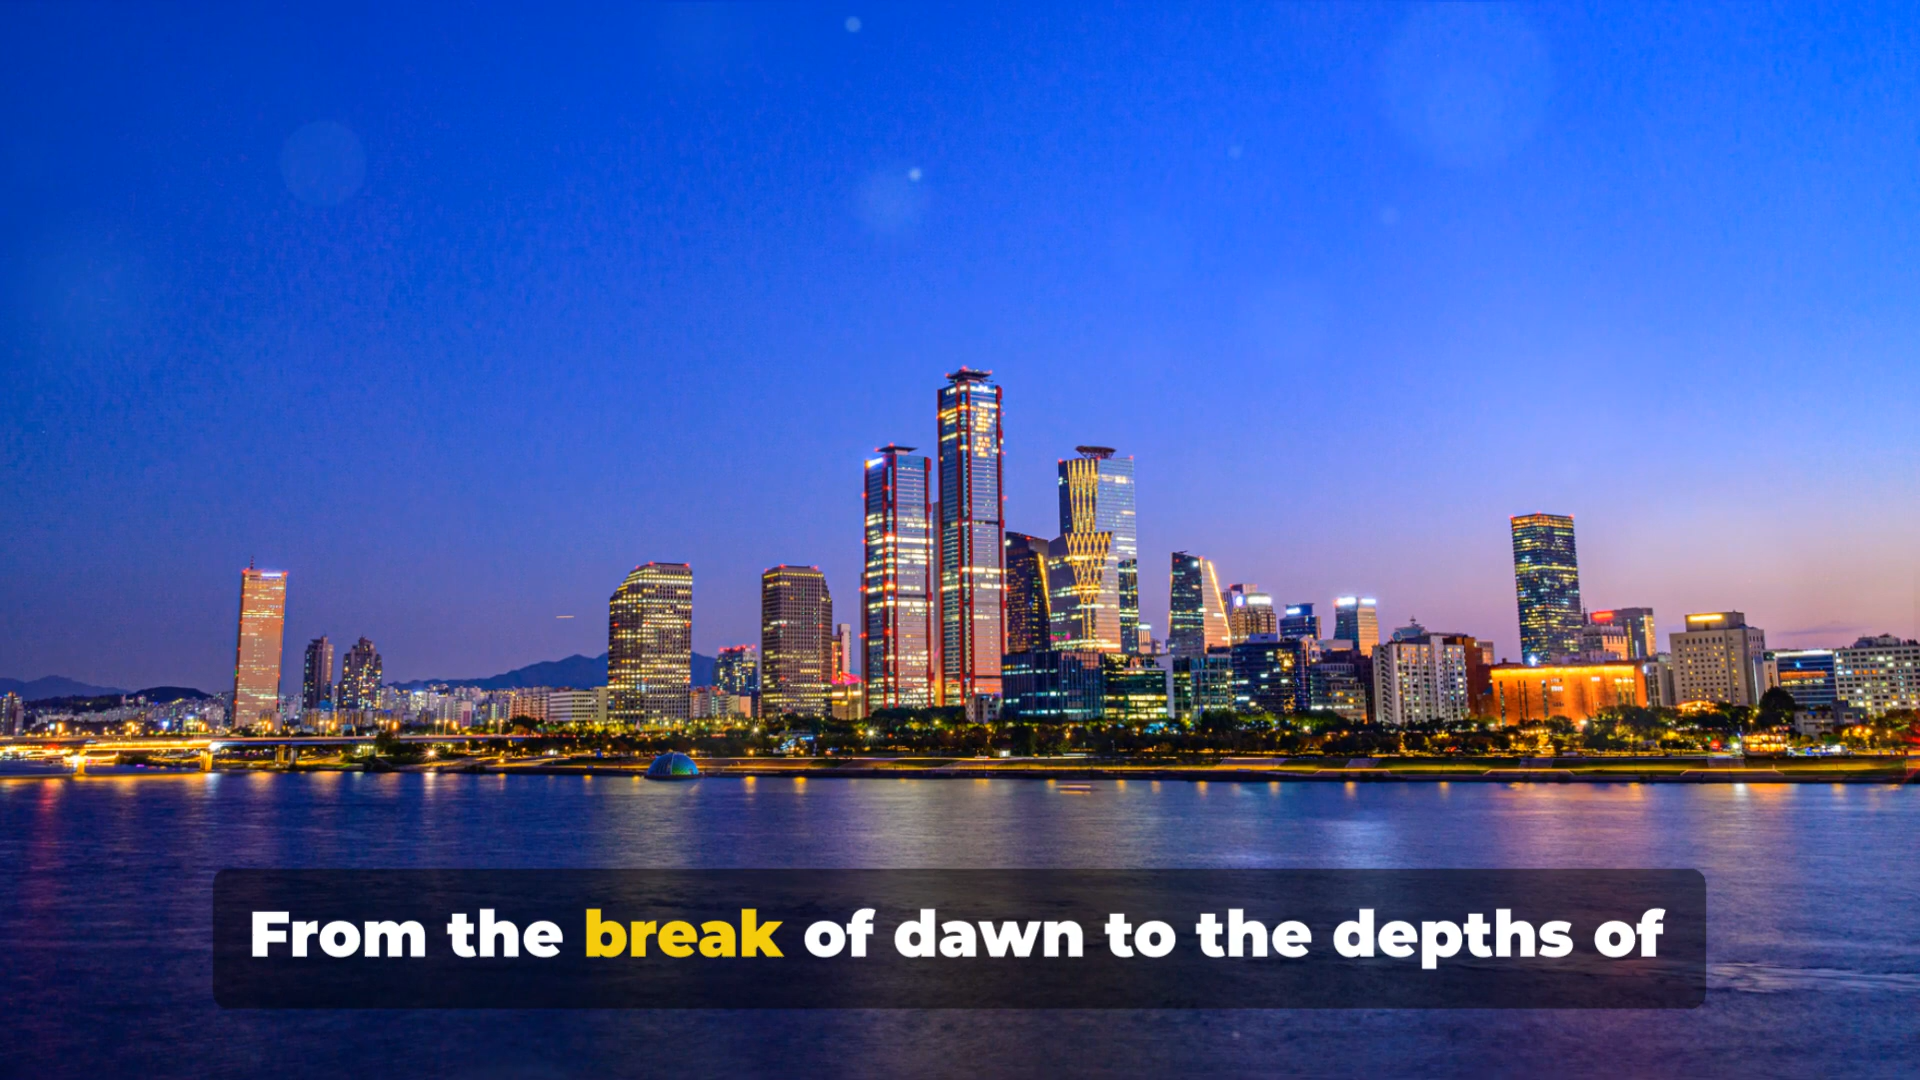 From the break of dawn to the depths of